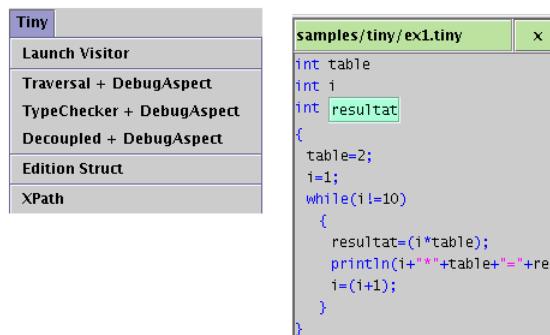 Tiny
Launch Visitor
Traversal + DebugAspect
TypeChecker + DebugAspect
Decoupled + DebugAspect
Edition Struct
XPath
samples/tiny/ex1.tiny x
int table
int i
int resultat
{
table=2;
i=1;
while(i!=10)
{
resultat=(i*table);
println(i+"*"+table+"="+re
i=(i+1);
}
}